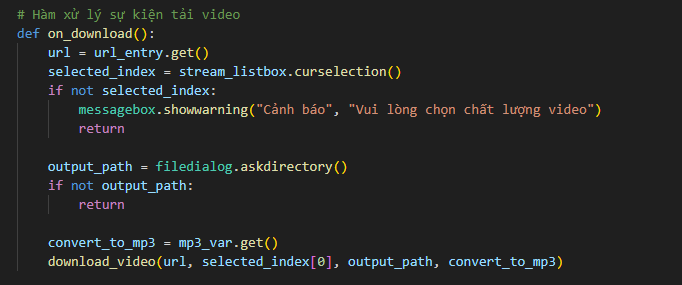 # Hàm xử lý sự kiện tải video
def on_download():
    url = url_entry.get()
    selected_index = stream_listbox.curselection()
    if not selected_index:
        messagebox.showwarning("Cảnh báo", "Vui lòng chọn chất lượng video")
        return

    output_path = filedialog.askdirectory()
    if not output_path:
        return

    convert_to_mp3 = mp3_var.get()
    download_video(url, selected_index[0], output_path, convert_to_mp3)